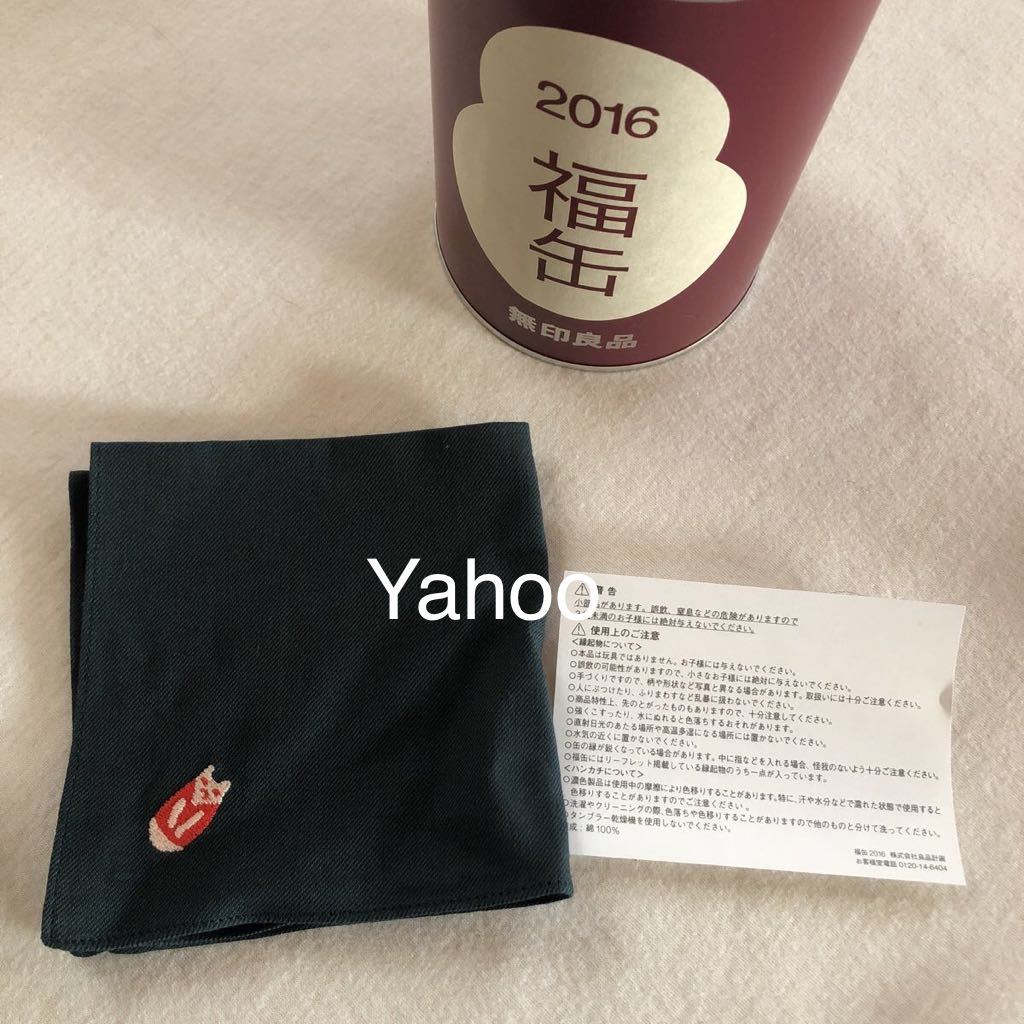 2016
福
缶
無印良品
Yahoo
警告
小部品があります。誤飲、窒息などの危険がありますので
未満のお子様には絶対与えないでください。
使用上のご注意
<縁起物について>
○本品は玩具ではありません。お子様には与えないでください。
○誤飲の可能性がありますので、小さなお子様には絶対に与えないでください。
○手づくりですので、柄や形状など写真と異なる場合があります。取扱いには十分ご注意ください。
○人にぶつけたり、ふりまわすなど乱暴に扱わないでください。
○商品特性上、先のとがったものもありますので、十分注意してください。
○強くこすったり、水にぬれると色落ちするおそれがあります。
○直射日光のあたる場所や高温多湿になる場所には置かないでください。
○水気の近くに置かないでください。
○缶の縁が鋭くなっている場合があります。中に指などを入れる場合、怪我のないよう十分ご注意ください。
○福缶にはリーフレット掲載している縁起物のうち一点が入っています。
<ハンカチについて>
○濃色製品は使用中の摩擦により色移りすることがあります。特に、汗や水分などで濡れた状態で使用すると
色移りすることがありますのでご注意ください。
○洗濯やクリーニングの際、色落ちや色移りすることがありますので他のものと分けて洗ってください。
タンブラー乾燥機を使用しないでください。
成:綿100%
福缶2016 株式会社良品計画
お客様室電話 0120-14-6404